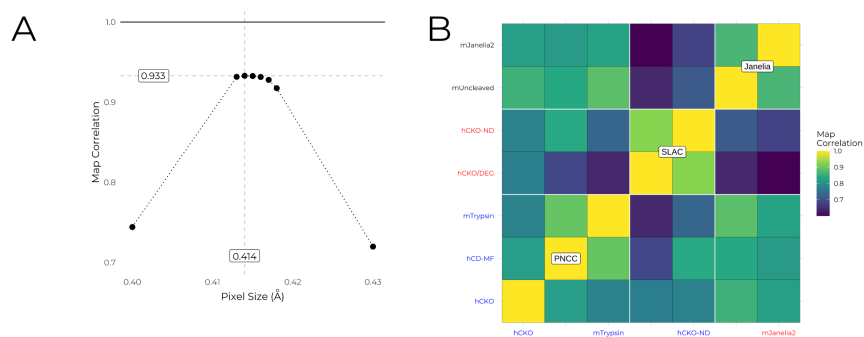 A
1.0
0.933
0.9
0.8
0.7
Map Correlation
0.414
0.40
0.41
0.42
0.43
Pixel Size (Å)
B
mJanelia2
mUncleaved
hCKO-ND
hCKO/DEG
mTrypsin
hCD-MF
hCKO
Janelia
SLAC
PNCC
hCKO
mTrypsin
hCKO-ND
mJanelia2
Map
Correlation
1.0
0.9
0.8
0.7